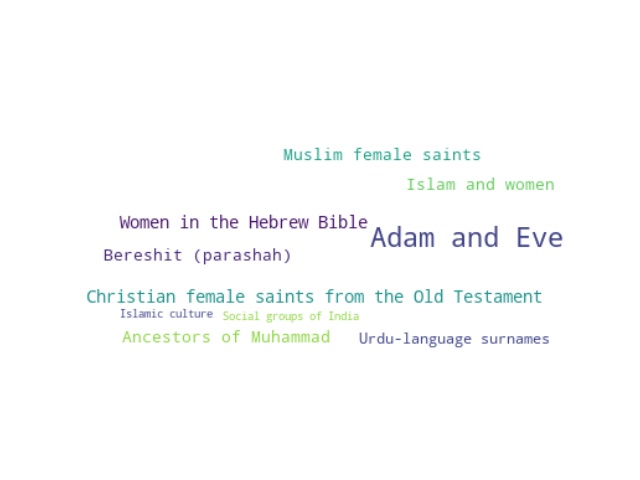 Muslim female saints
Islam and women
Women in the Hebrew Bible
Adam and Eve
Bereshit (parashah)
Christian female saints from the Old Testament
Islamic culture
Social groups of India
Ancestors of Muhammad
Urdu-language surnames